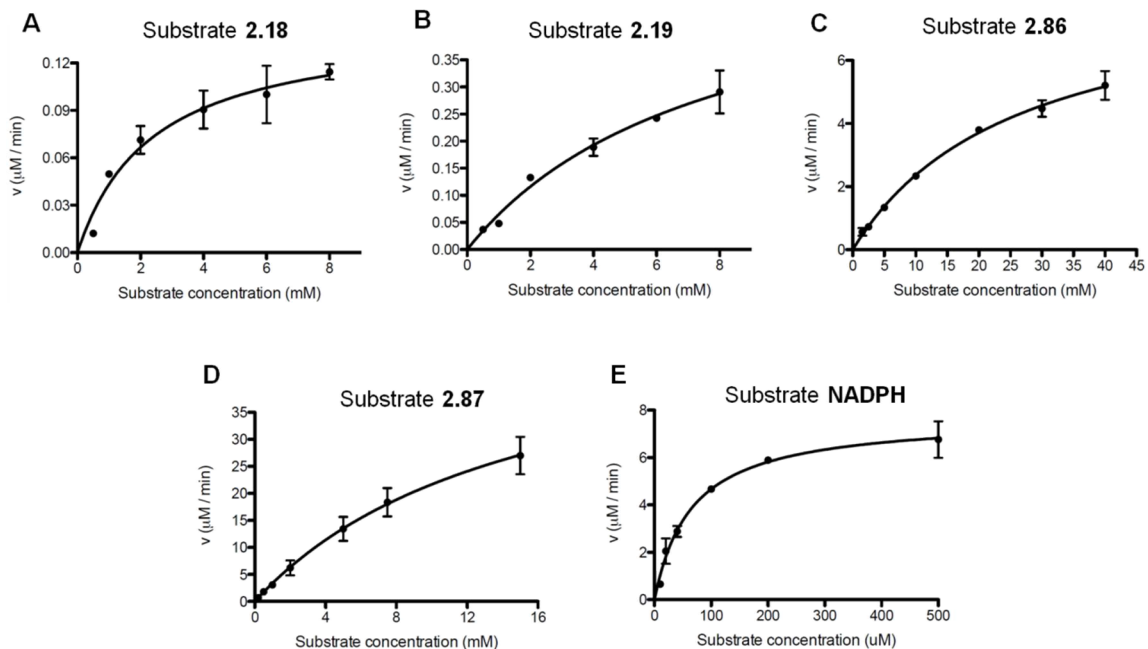 A
Substrate 2.18
0.12
0.09
0.06
0.03
0.00
v (µM / min)
0 2 4 6 8
Substrate concentration (mM)
B
Substrate 2.19
0.35
0.30
0.25
0.20
0.15
0.10
0.05
0.00
v (µM / min)
0 2 4 6 8
Substrate concentration (mM)
C
Substrate 2.86
6
4
2
0
v (µM / min)
0 5 10 15 20 25 30 35 40 45
Substrate concentration (mM)
D
Substrate 2.87
35
30
25
20
15
10
5
0
v (µM / min)
0 4 8 12 16
Substrate concentration (mM)
E
Substrate NADPH
8
6
4
2
0
v (µM / min)
0 100 200 300 400 500
Substrate concentration (uM)